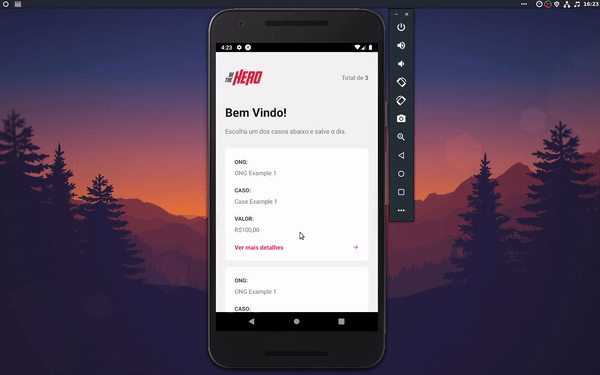 16:23
4:23
BE THE HERO
Total de 3
Bem Vindo!
Escolha um dos casos abaixo e salve o dia.
ONG:
ONG Example 1
CASO:
Case Example 1
VALOR:
R$100,00
Ver mais detalhes
ONG:
ONG Example 1
CASO: